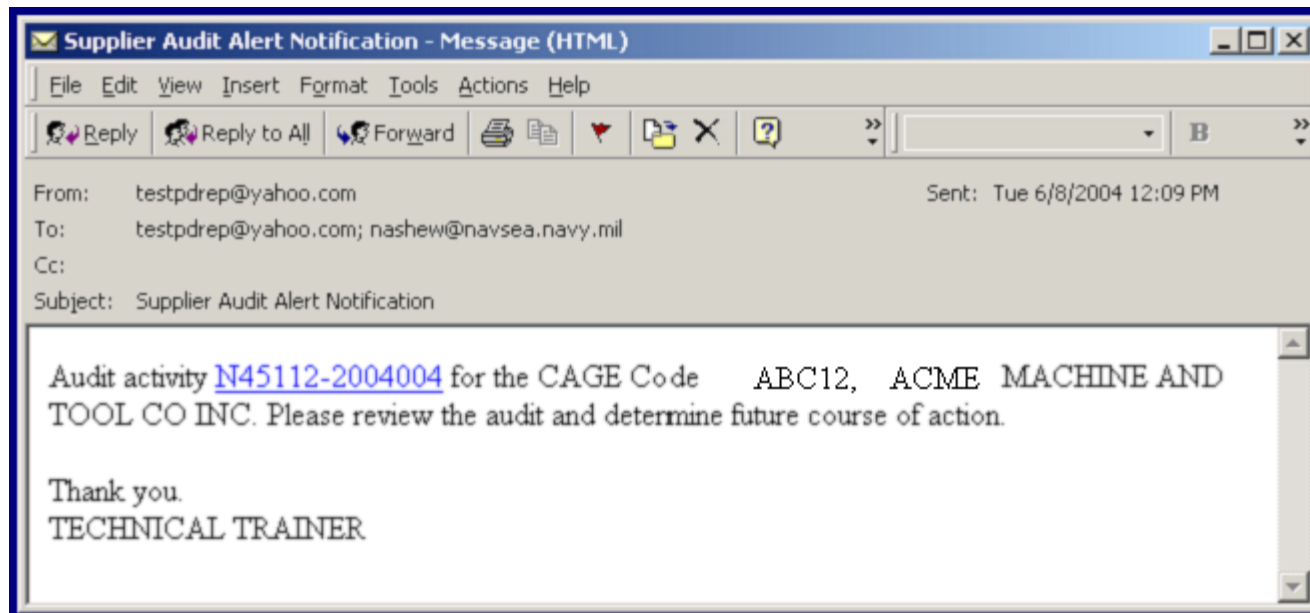 Supplier Audit Alert Notification - Message (HTML)
File Edit View Insert Format Tools Actions Help
Reply Reply to All Forward B
From: testpdrep@yahoo.com Sent: Tue 6/8/2004 12:09 PM
To: testpdrep@yahoo.com; nashew@navsea.navy.mil
Cc:
Subject: Supplier Audit Alert Notification
Audit activity N45112-2004004 for the CAGE Code ABC12, ACME MACHINE AND
TOOL CO INC. Please review the audit and determine future course of action.
Thank you.
TECHNICAL TRAINER